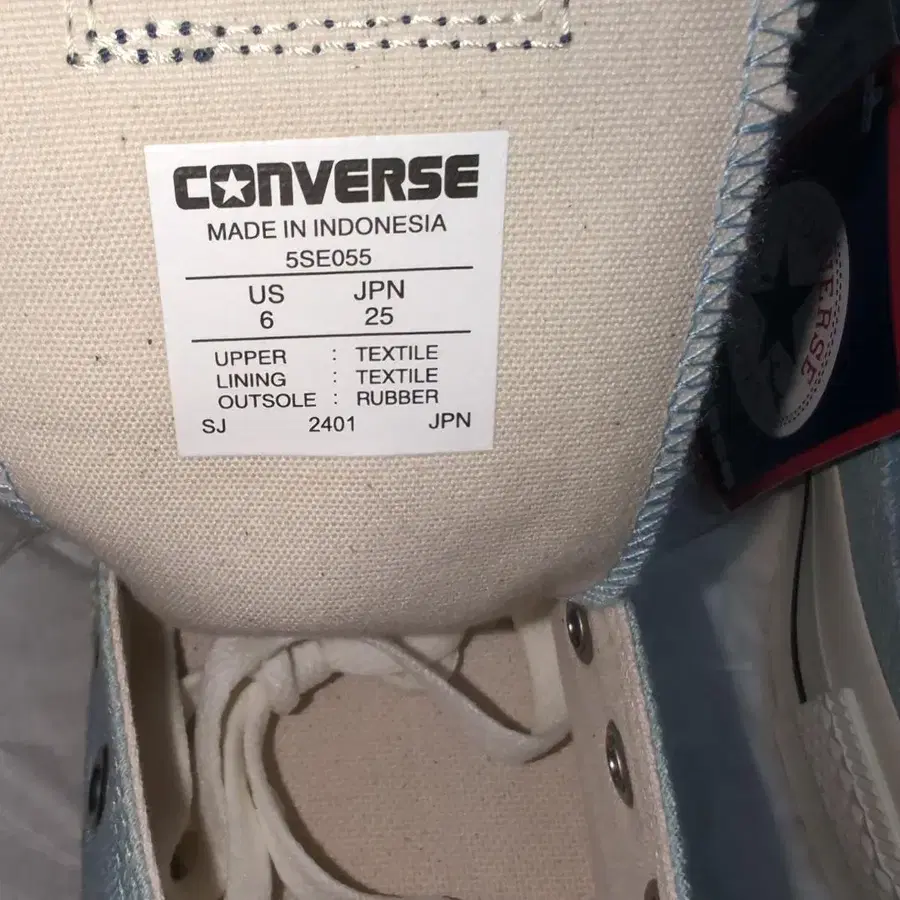 CONVERSE
MADE IN INDONESIA
5SE055
US JPN
6 25
UPPER : TEXTILE
LINING : TEXTILE
OUTSOLE : RUBBER
SJ 2401 JPN